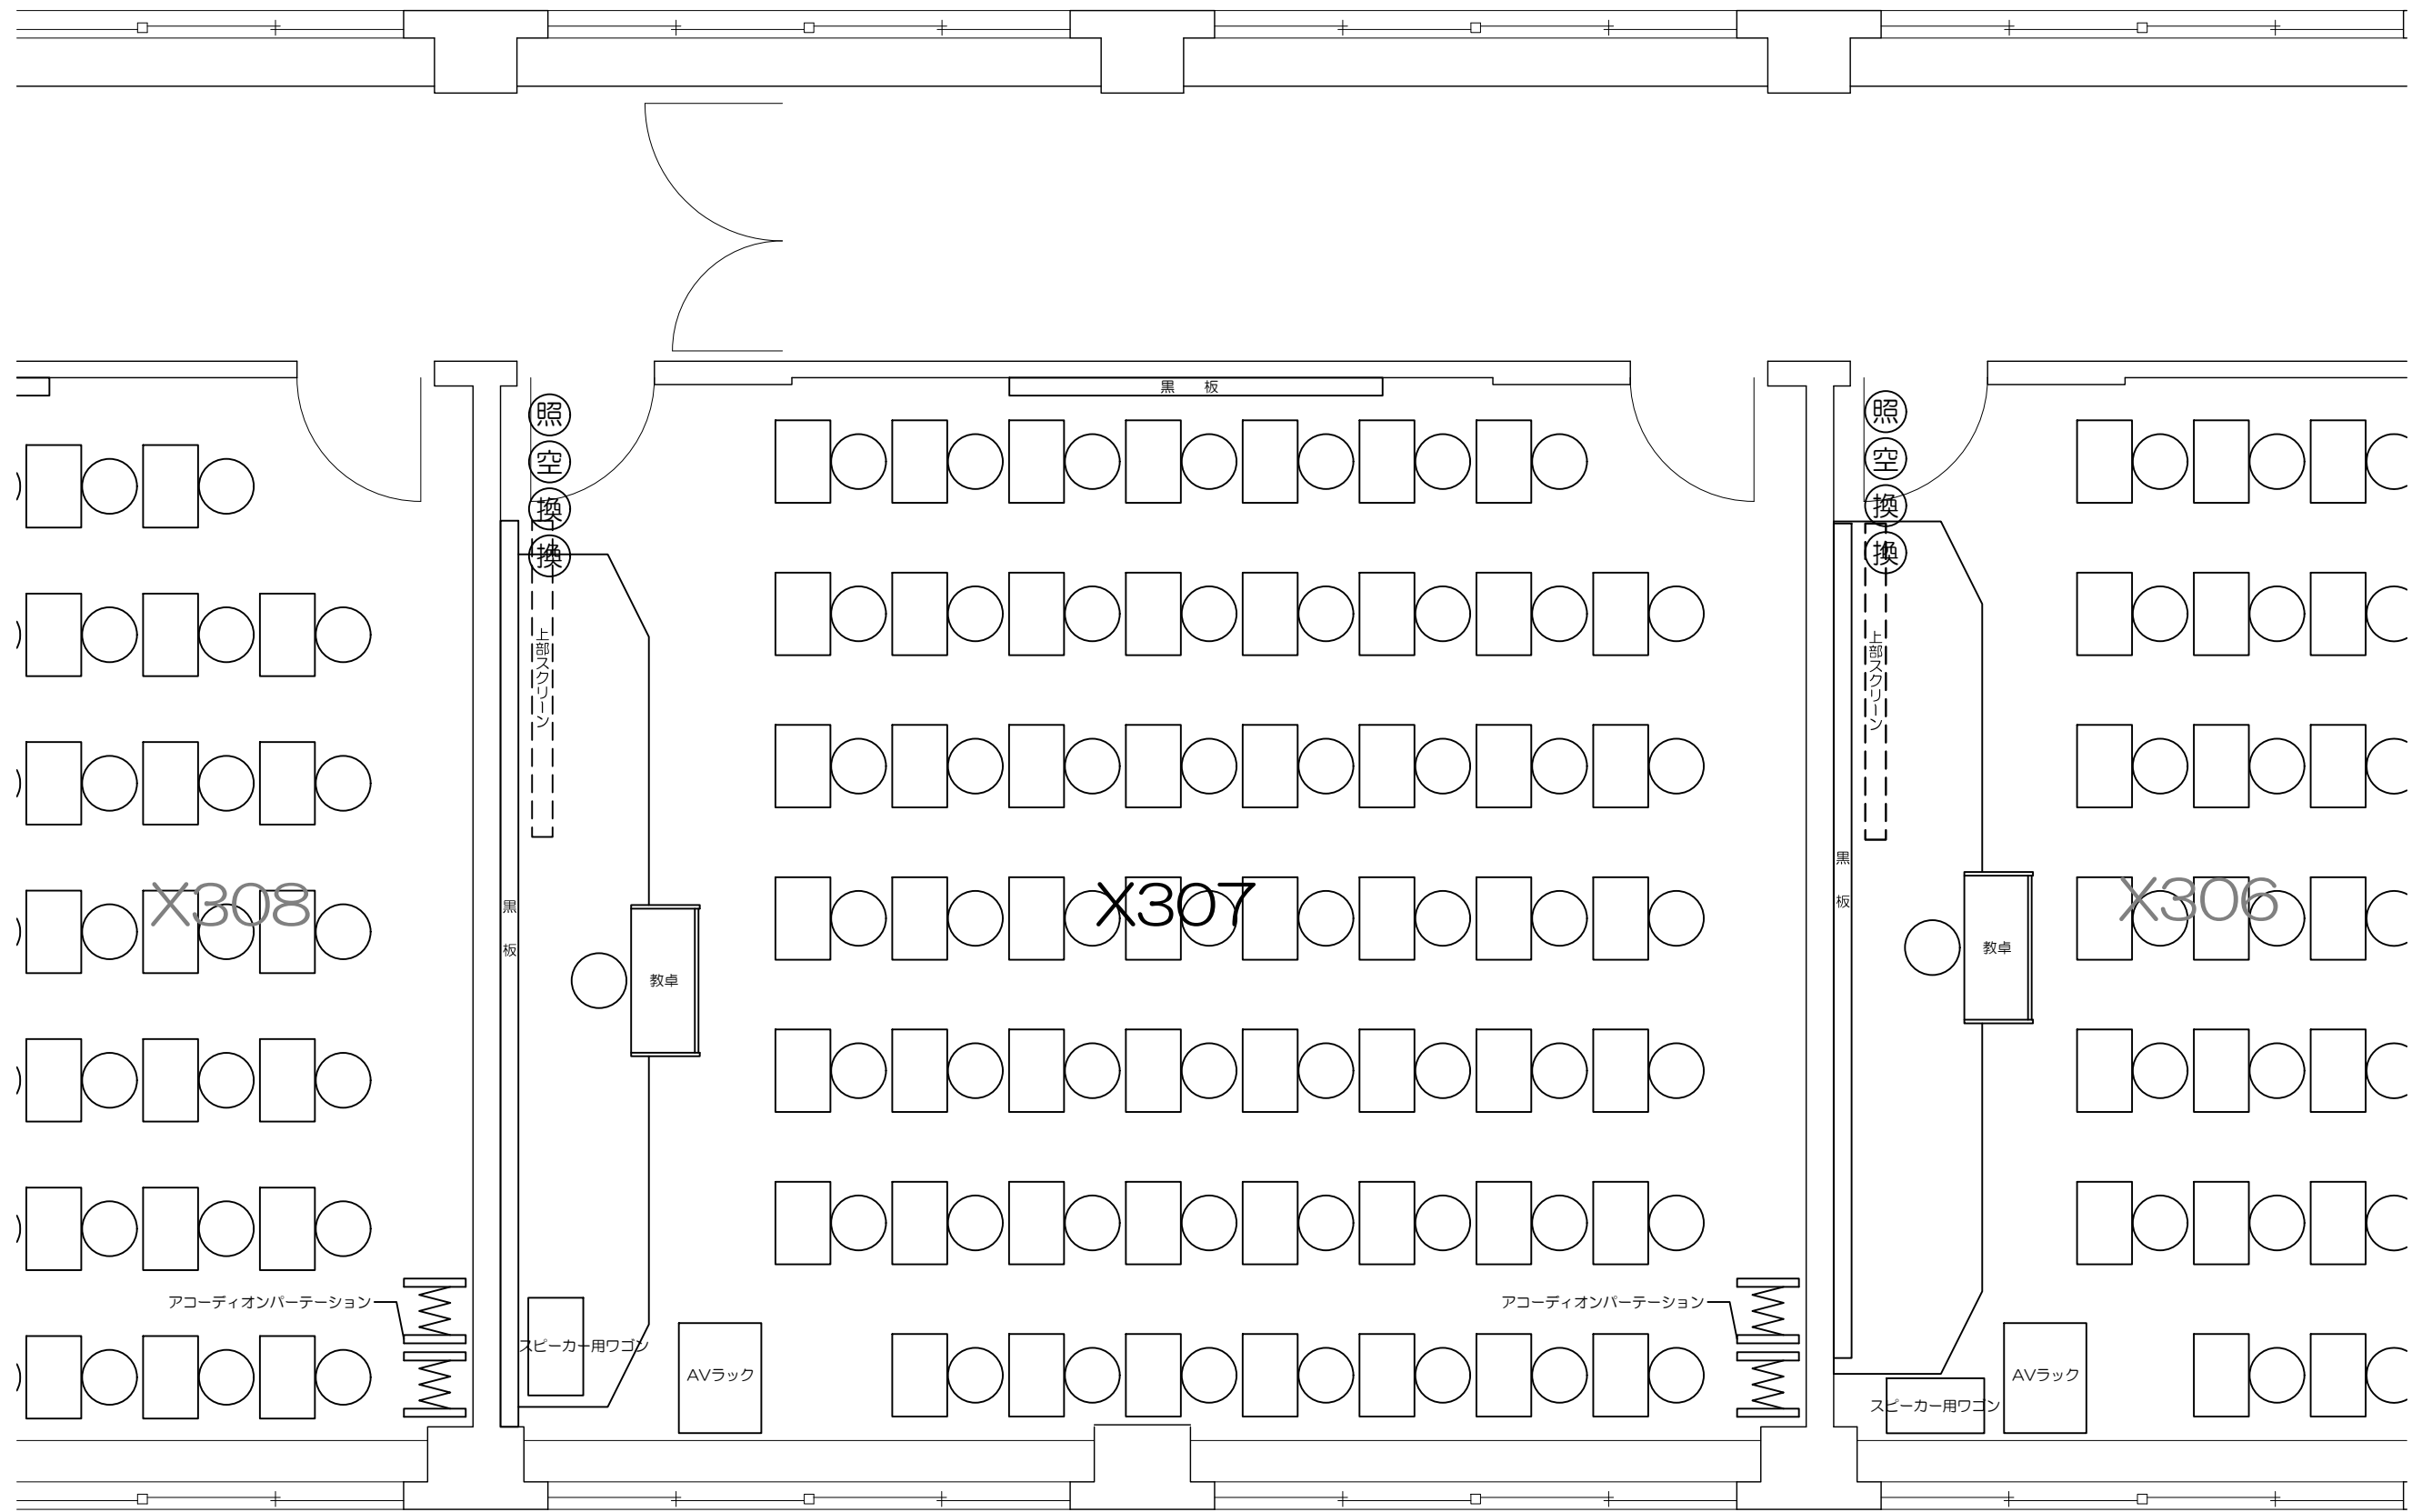 黒 板
照
空
換
換
上部スクリーン
照
空
換
換
上部スクリーン
X308
黒 板
X307
黒 板
X306
教卓
教卓
アコーディオンパーテーション
アコーディオンパーテーション
スピーカー用ワゴン
AVラック
AVラック
スピーカー用ワゴン